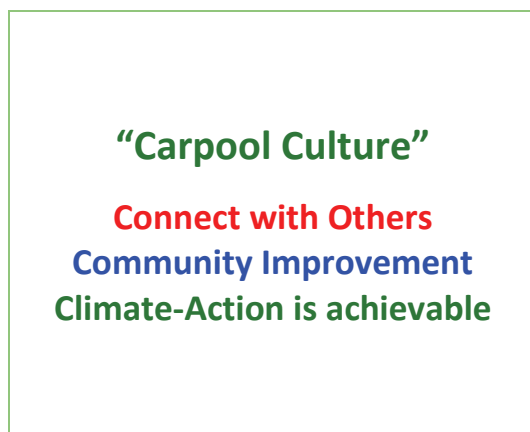 “Carpool Culture”
Connect with Others
Community Improvement
Climate-Action is achievable